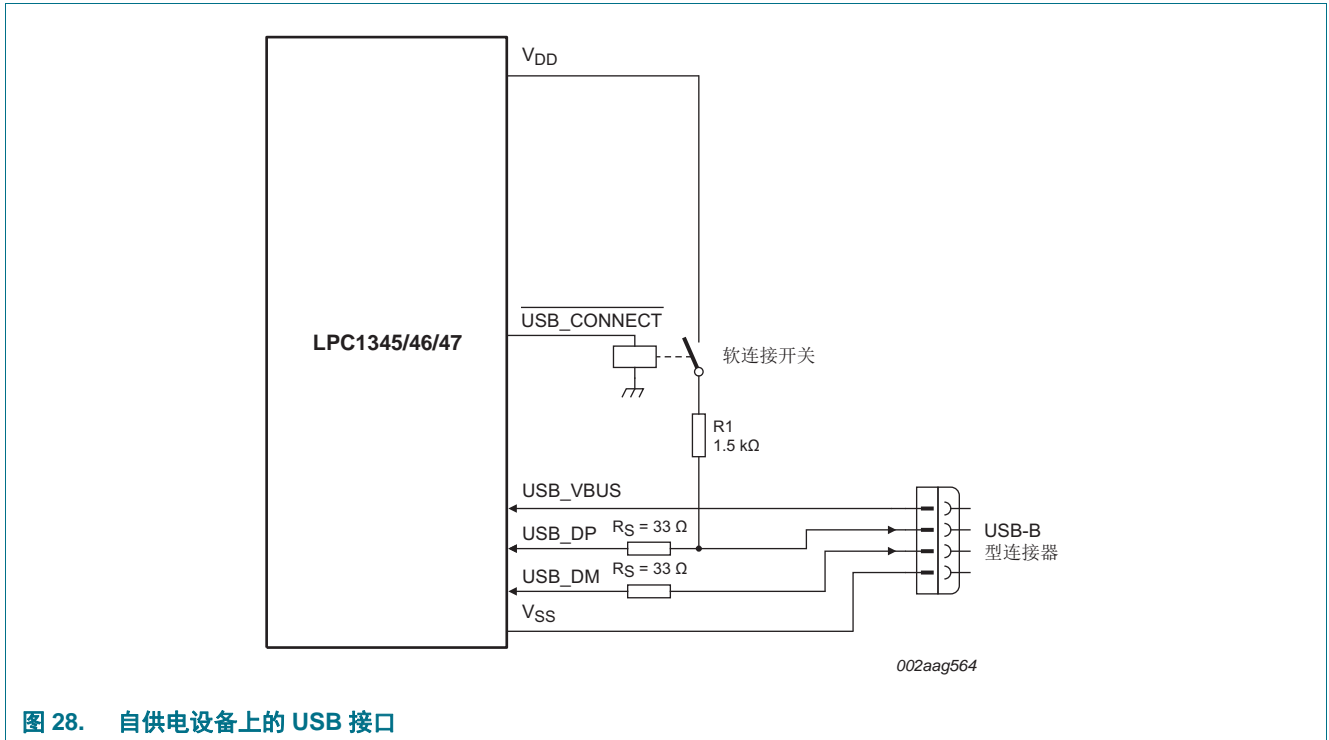 VDD
USB_CONNECT
LPC1345/46/47
软连接开关
R1
1.5 kΩ
USB_VBUS
USB_DP
RS = 33 Ω
USB_DM
RS = 33 Ω
VSS
USB-B
型连接器
002aag564
图 28. 自供电设备上的 USB 接口